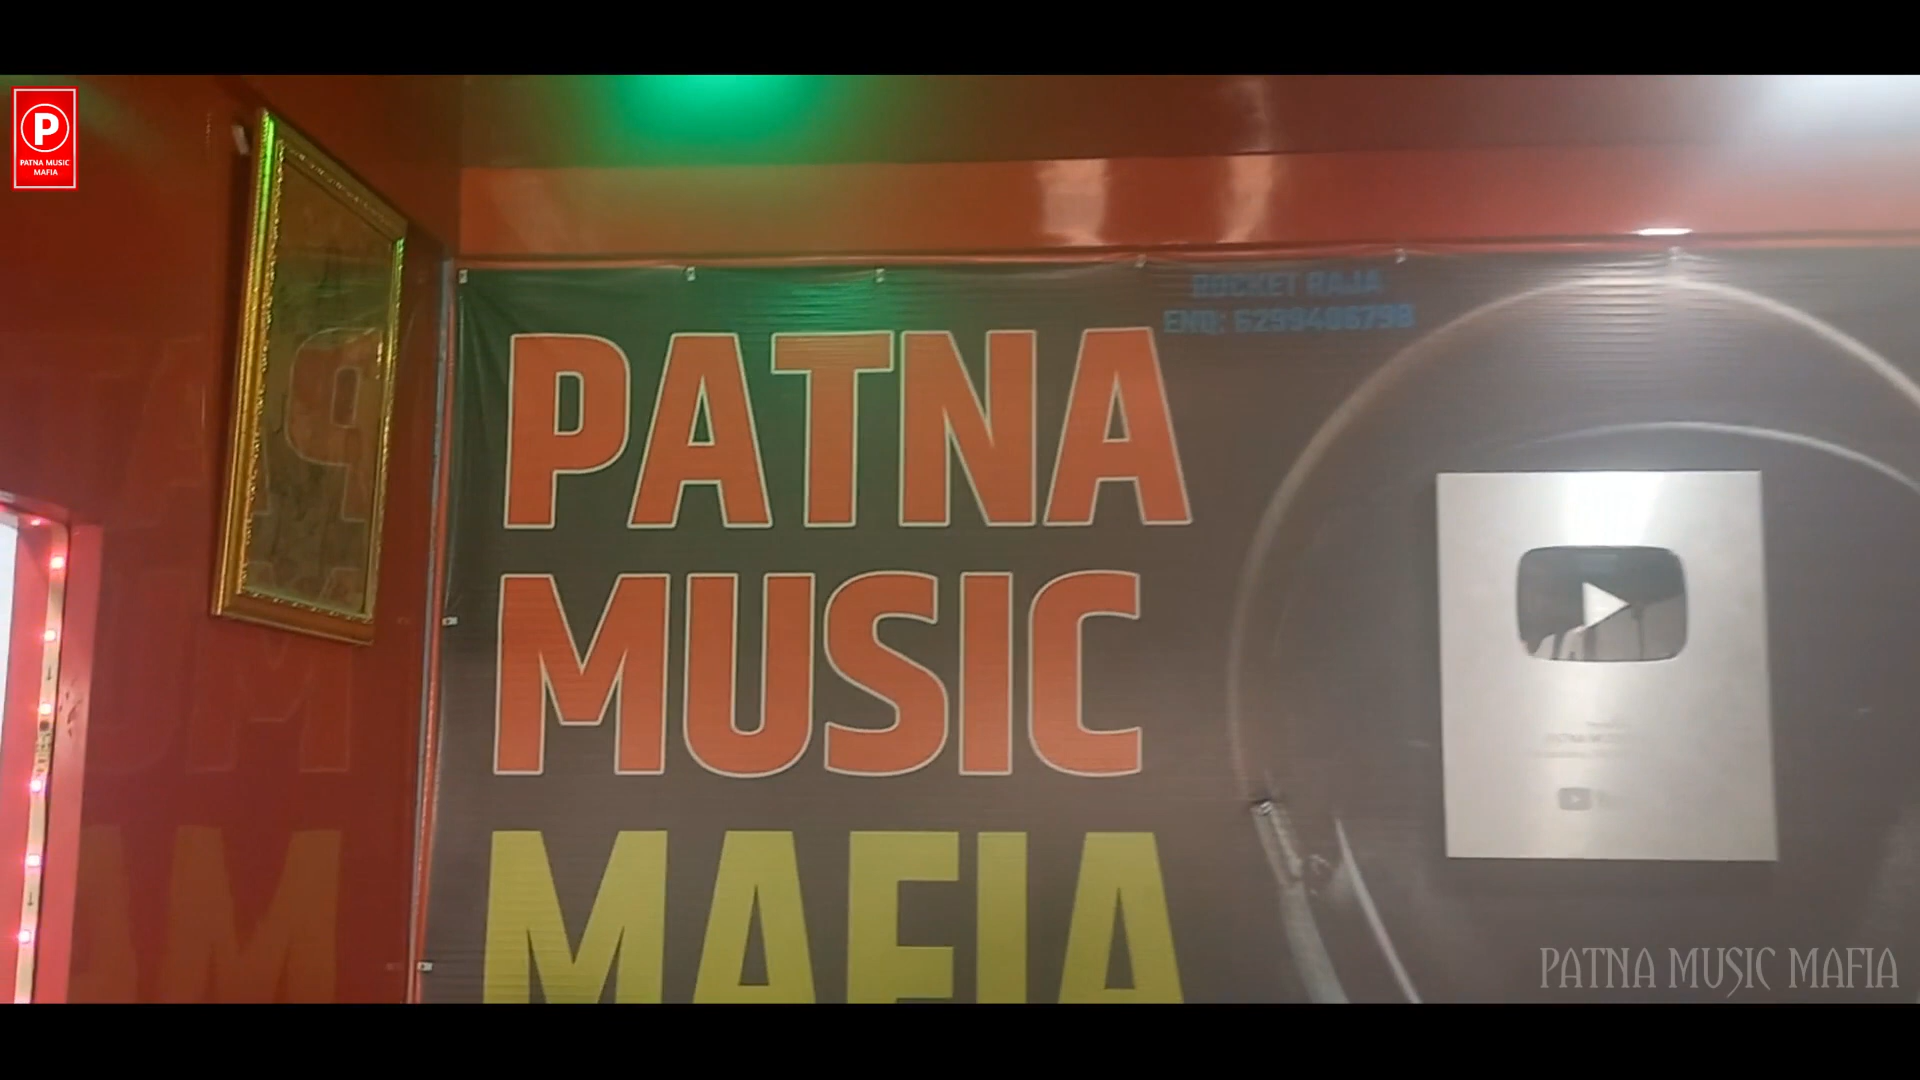 P
PATNA MUSIC
MAFIA
ROCKET RAJA
ENQ: 6299406798
PATNA
MUSIC
MAFIA
PATNA MUSIC MAFIA